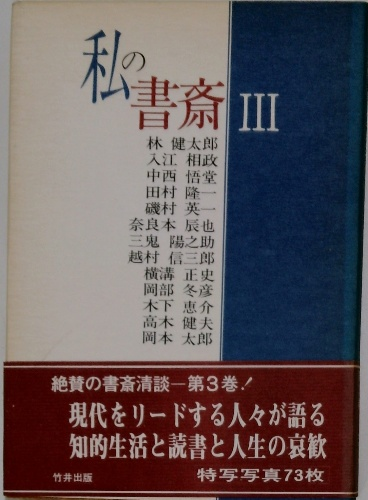 私の
書斎 III
林 健太郎
入江 相政
中西 悟堂
田村 隆一
磯村 英一
奈良本 辰也
三鬼 陽之助
越村 信三郎
横溝 正史
岡部 冬彦
木下 恵介
高木 健夫
岡本 太郎
絶賛の書斎清談―第3巻！
現代をリードする人々が語る
知的生活と読書と人生の哀歓
竹井出版
特写写真73枚